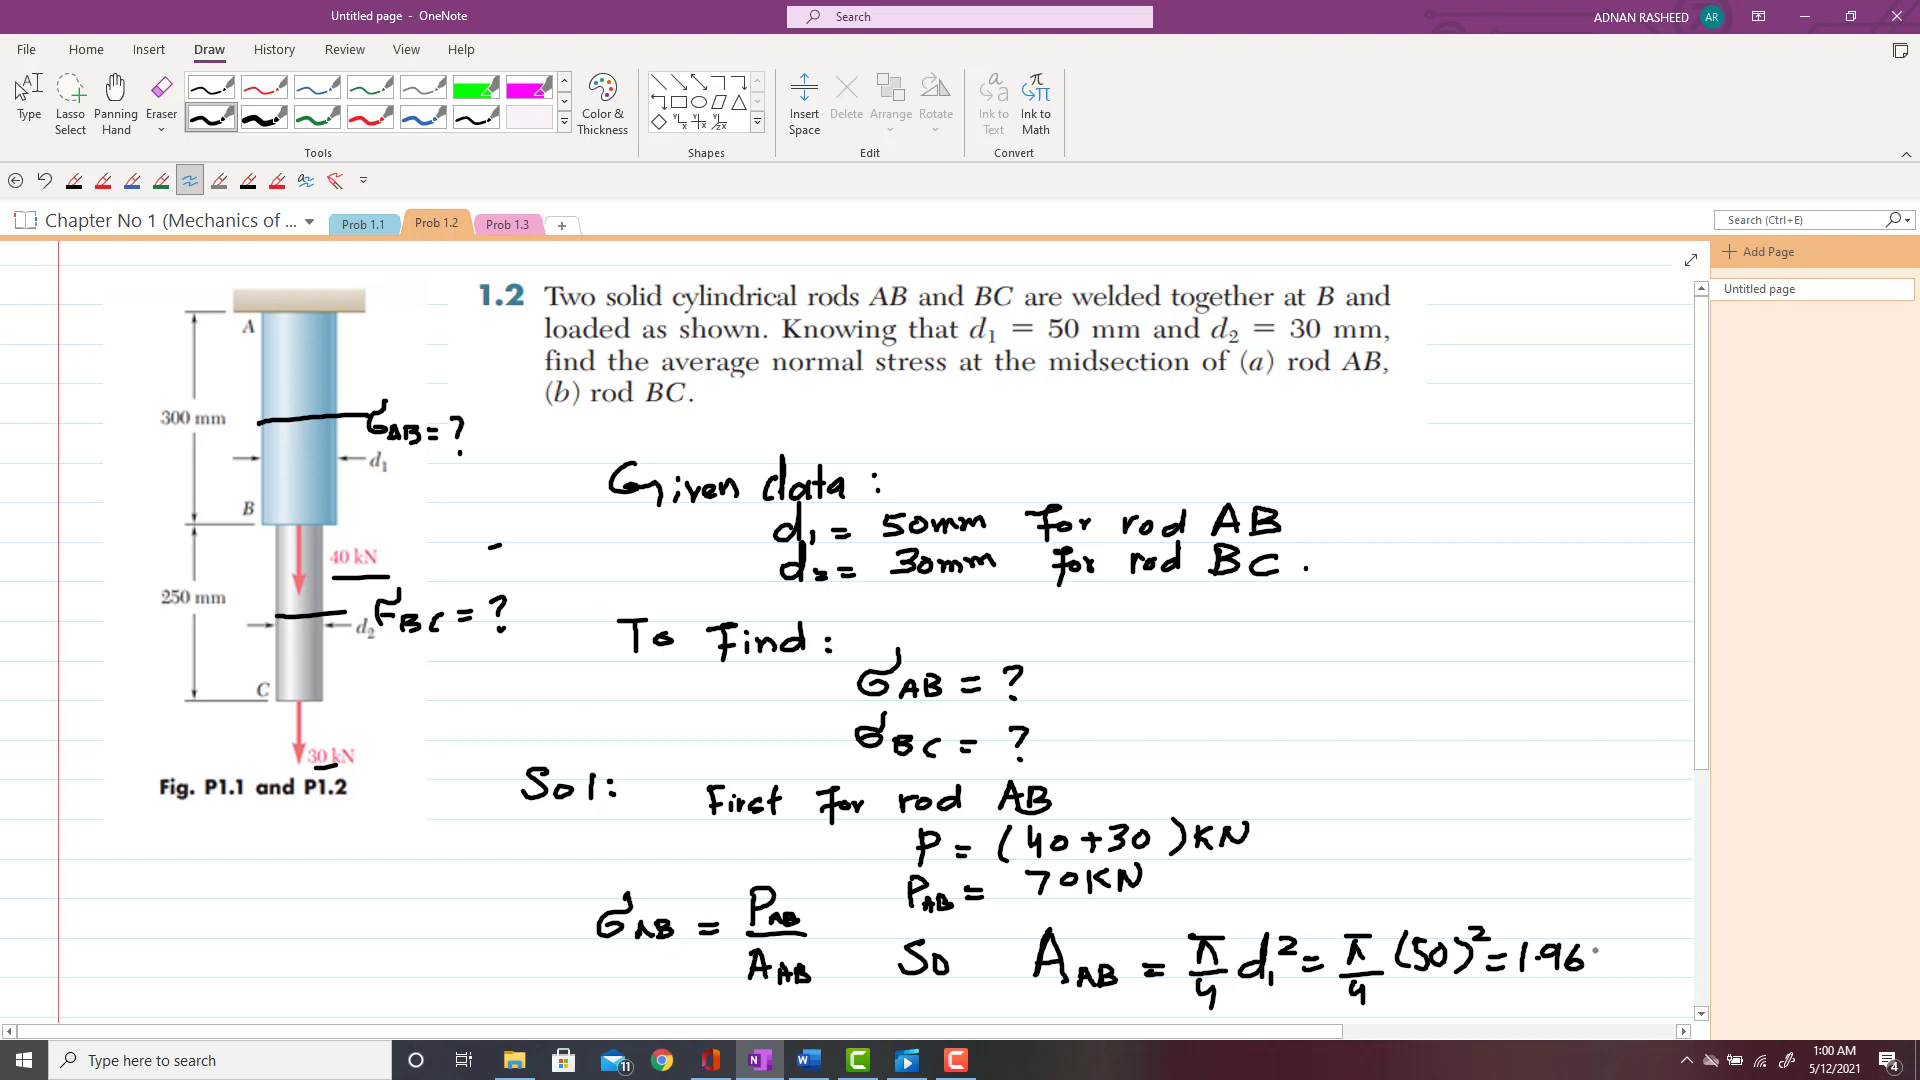 Untitled page - OneNote
Search
ADNAN RASHEED AR
File Home Insert Draw History Review View Help
Type
Lasso Select
Panning Hand
Eraser
Color & Thickness
Insert Space
Delete
Arrange
Rotate
Ink to Text
Ink to Math
Tools Shapes Edit Convert
Chapter No 1 (Mechanics of ...
Prob 1.1 Prob 1.2 Prob 1.3
Search (Ctrl+E)
Add Page
Untitled page
1.2 Two solid cylindrical rods AB and BC are welded together at B and
loaded as shown. Knowing that d₁ = 50 mm and d₂ = 30 mm,
find the average normal stress at the midsection of (a) rod AB,
(b) rod BC.
A
300 mm
σAB = ?
d₁
B
40 kN
250 mm
σBC = ?
d₂
C
30 kN
Fig. P1.1 and P1.2
Given data :
d₁ = 50mm for rod AB
d₂ = 30mm for rod BC .
To Find :
σAB = ?
σBC = ?
Sol : First for rod AB
P = (40+30)KN
PAB = 70KN
σAB = PAB / AAB So AAB = π/4 d₁² = π/4 (50)² = 1.96
Type here to search
11
1:00 AM
5/12/2021
4